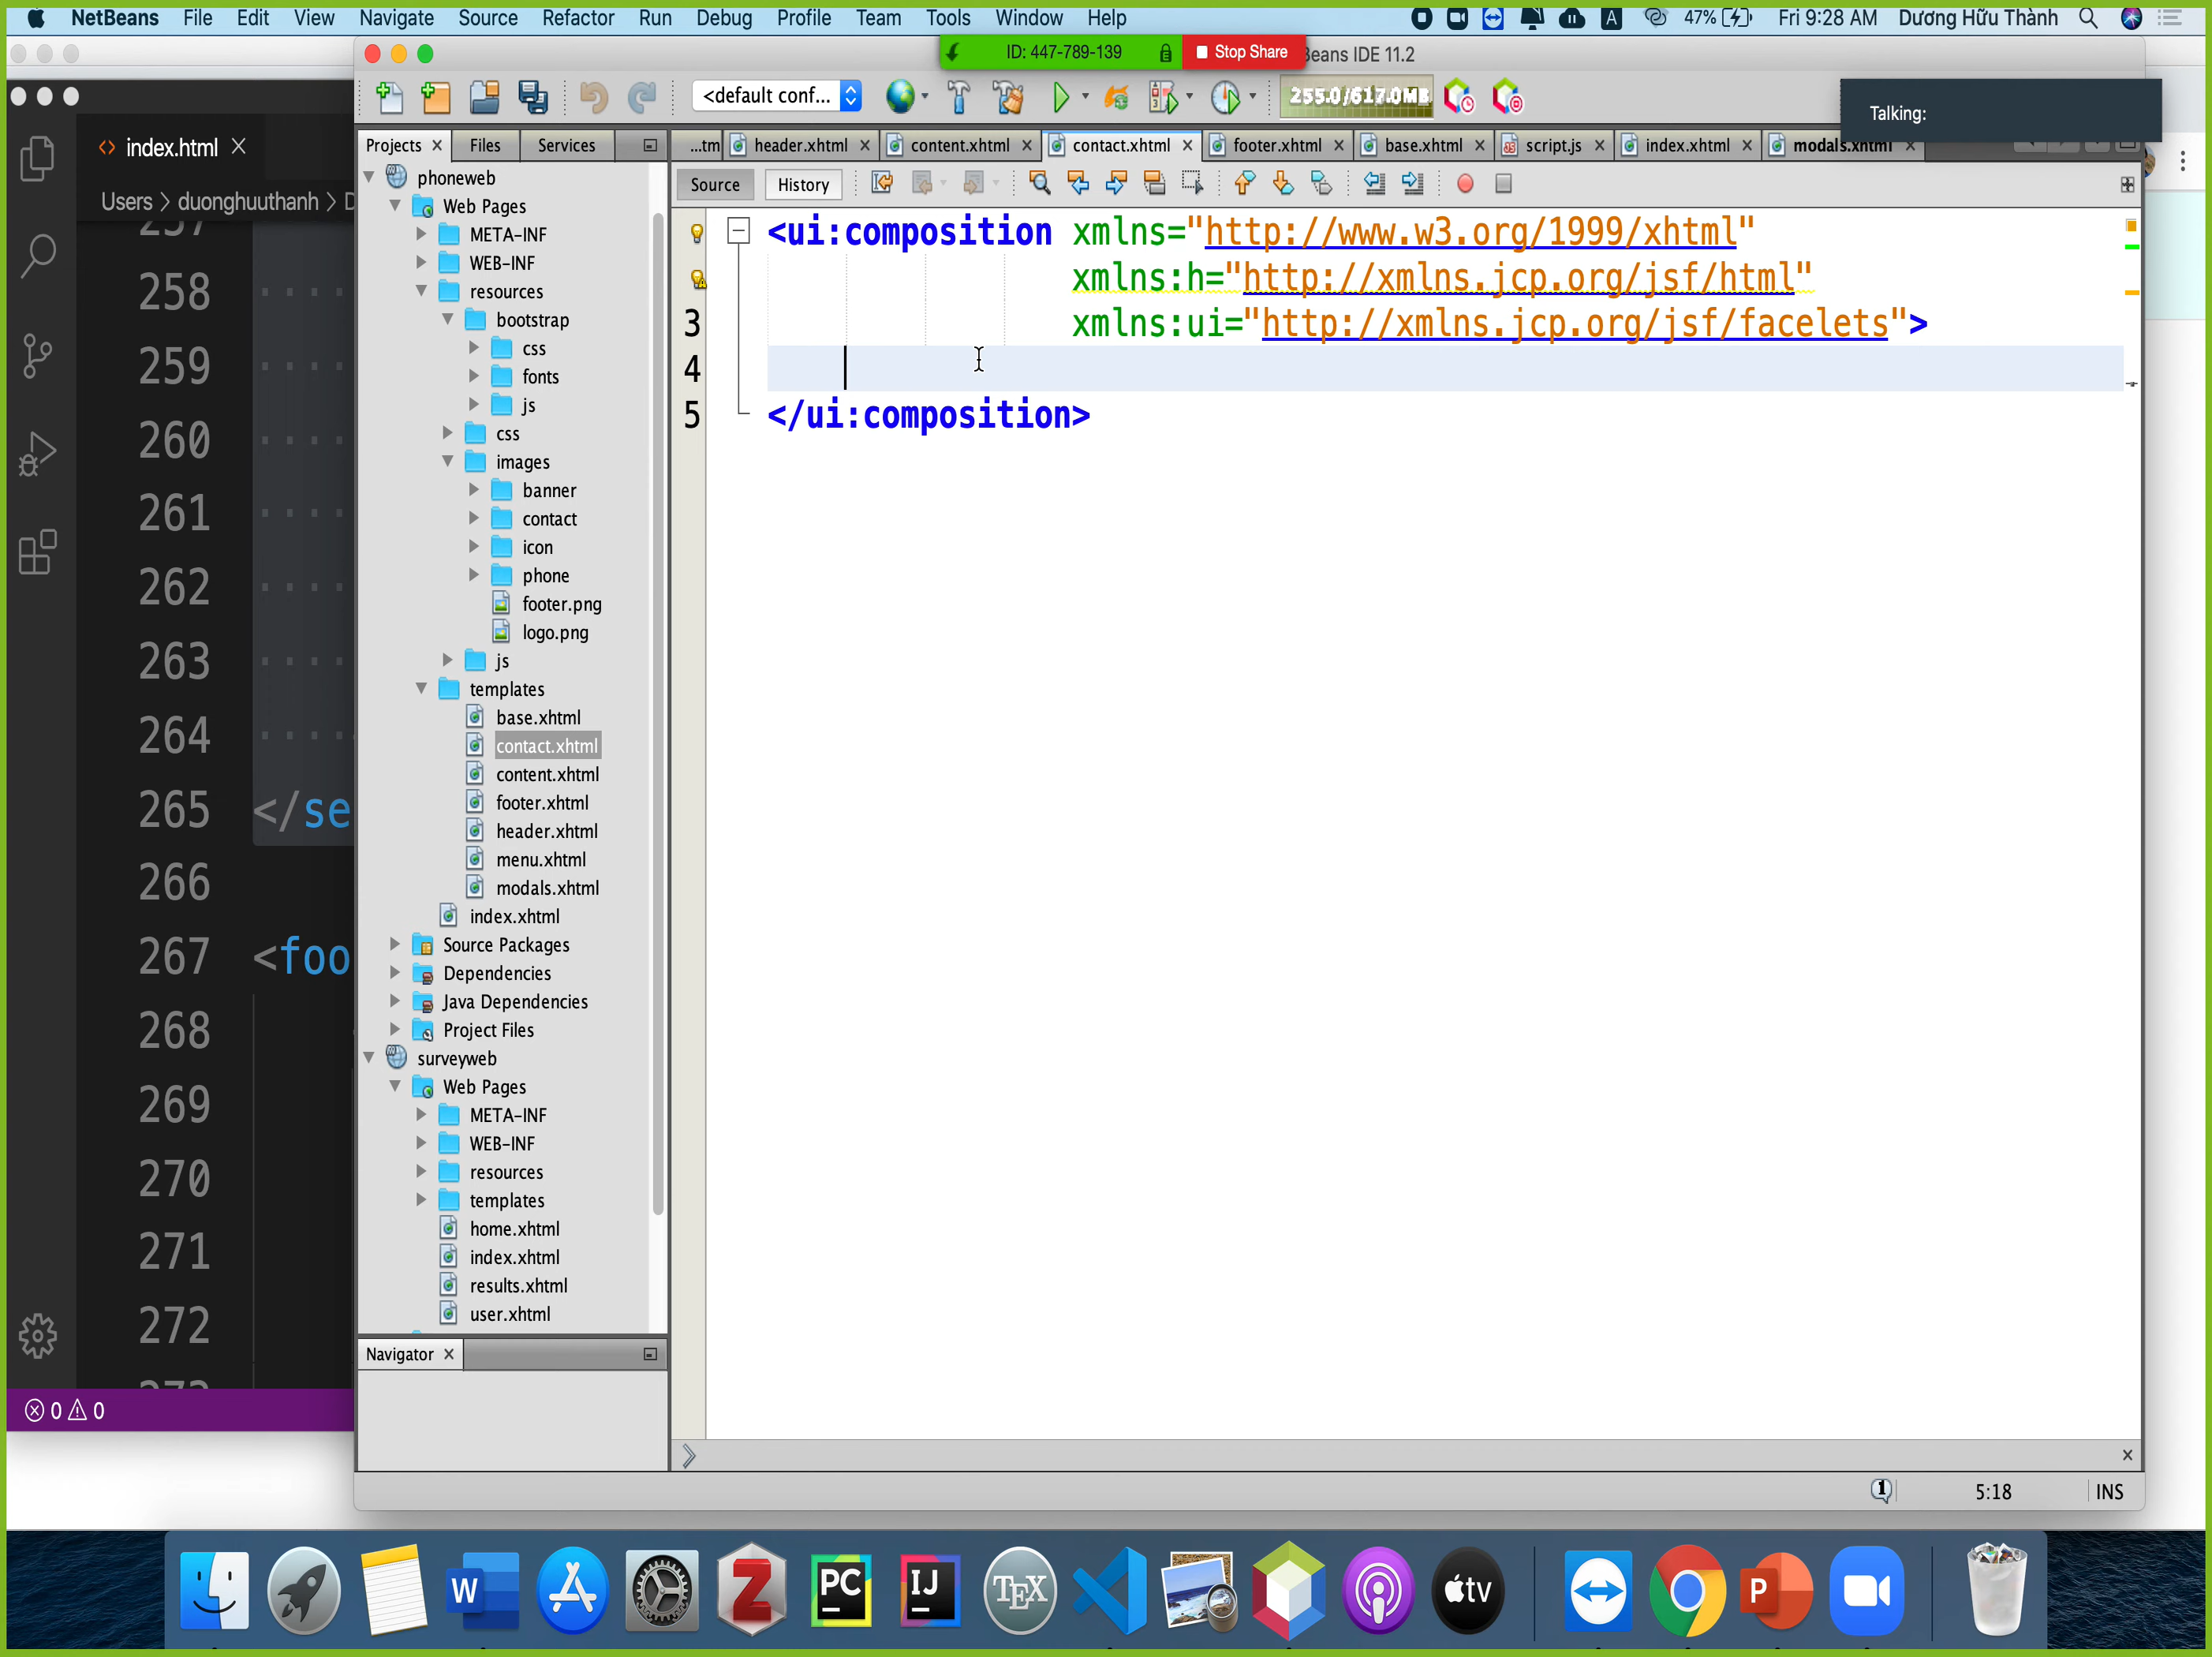 NetBeans File Edit View Navigate Source Refactor Run Debug Profile Team Tools Window Help 47% Fri 9:28 AM Dương Hữu Thành
ID: 447-789-139 Stop Share Beans IDE 11.2
<default conf... 255.0/617.0MB
Talking:
index.html
Users > duonghuuthanh > D
Projects Files Services
...tm header.xhtml content.xhtml contact.xhtml footer.xhtml base.xhtml script.js index.xhtml modals.xhtml
Source History
phoneweb
Web Pages
META-INF
WEB-INF
resources
bootstrap
css
fonts
js
css
images
banner
contact
icon
phone
footer.png
logo.png
js
templates
base.xhtml
contact.xhtml
content.xhtml
footer.xhtml
header.xhtml
menu.xhtml
modals.xhtml
index.xhtml
Source Packages
Dependencies
Java Dependencies
Project Files
surveyweb
Web Pages
META-INF
WEB-INF
resources
templates
home.xhtml
index.xhtml
results.xhtml
user.xhtml
Navigator
<ui:composition xmlns="http://www.w3.org/1999/xhtml"
xmlns:h="http://xmlns.jcp.org/jsf/html"
3 xmlns:ui="http://xmlns.jcp.org/jsf/facelets">
4
5 </ui:composition>
257
258
259
260
261
262
263
264
265 </se
266
267 <foo
268
269
270
271
272
273
0 0
1 5:18 INS
W PC IJ TEX tv P